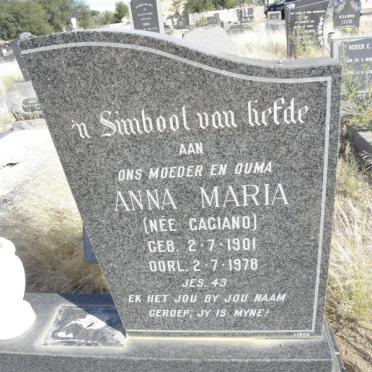 'n Simbool van liefde
AAN
ONS MOEDER EN OUMA
ANNA MARIA
(NÉE GAGIANO)
GEB. 2-7-1901
OORL. 2-7-1978
JES. 43
EK HET JOU BY JOU NAAM
GEROEP, JY IS MYNE!